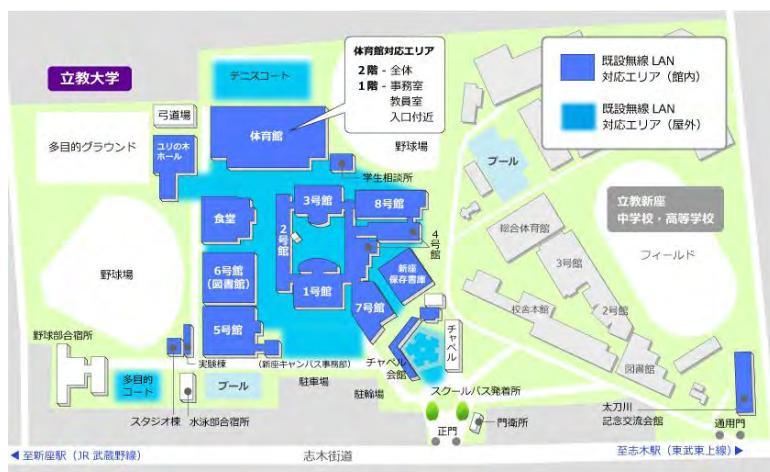 立教大学
テニスコート
体育館対応エリア
2階 - 全体
1階 - 事務室
教員室
入口付近
既設無線 LAN
対応エリア（館内）
既設無線 LAN
対応エリア（屋外）
弓道場
多目的グラウンド
ユリの木
ホール
体育館
野球場
プール
学生相談所
立教新座
中学校・高等学校
3号館
8号館
食堂
2号館
4号館
総合体育館
フィールド
3号館
野球場
6号館
（図書館）
1号館
新座
保存書庫
7号館
校舎本館
2号館
5号館
チャペル
野球部合宿所
実験棟
（新座キャンパス事務部）
チャペル
会館
図書館
多目的
コート
プール
駐車場
駐輪場
スクールバス発着所
スタジオ棟
水泳部合宿所
門衛所
太刀川
記念交流会館
正門
通用門
◀ 至新座駅（JR 武蔵野線）
志木街道
至志木駅（東武東上線）▶